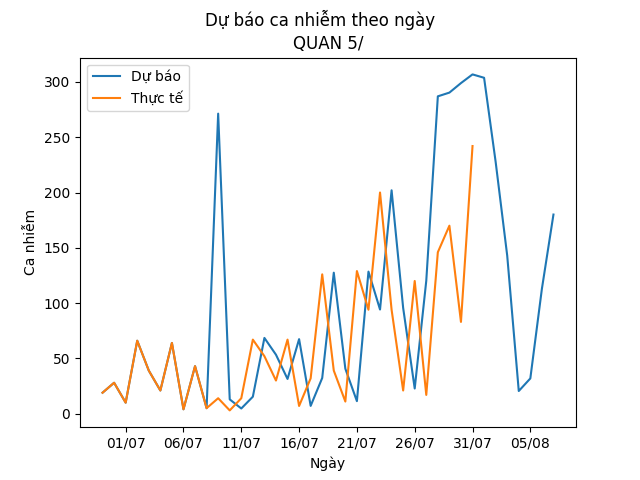 Dự báo ca nhiễm theo ngày
QUAN 5/
Dự báo
Thực tế
300
250
200
150
100
50
0
Ca nhiễm
01/07 06/07 11/07 16/07 21/07 26/07 31/07 05/08
Ngày